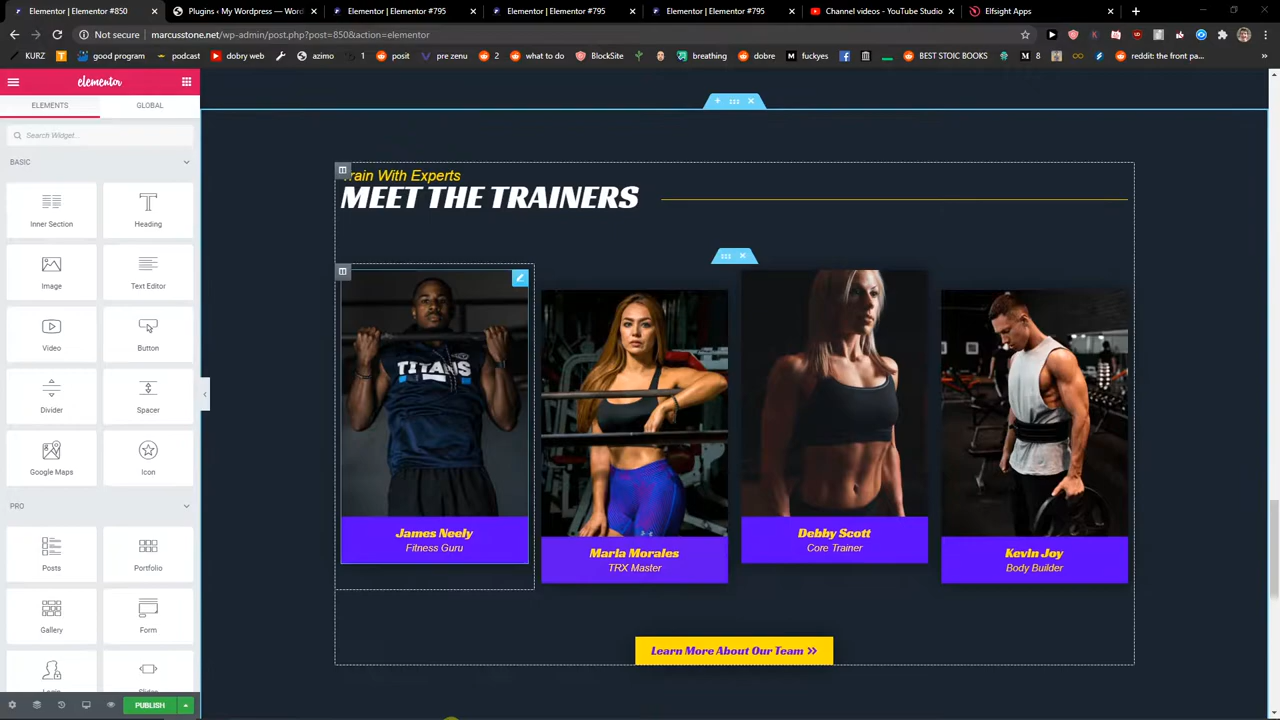 Elementor | Elementor #850
Plugins ‹ My Wordpress — Word
Elementor | Elementor #795
Elementor | Elementor #795
Elementor | Elementor #795
Channel videos - YouTube Studio
Elfsight Apps
Not secure | marcusstone.net/wp-admin/post.php?post=850&action=elementor
KURZ
good program
podcast
dobry web
azimo
1
posit
pre zenu
2
what to do
BlockSite
breathing
dobre
fuckyes
BEST STOIC BOOKS
8
reddit: the front pa...
elementor
ELEMENTS
GLOBAL
Search Widget...
BASIC
Inner Section
Heading
Image
Text Editor
Video
Button
Divider
Spacer
Google Maps
Icon
PRO
Posts
Portfolio
Gallery
Form
Login
Slides
PUBLISH
Train With Experts
MEET THE TRAINERS
TITANS
James Neely
Fitness Guru
Marla Morales
TRX Master
Debby Scott
Core Trainer
Kevin Joy
Body Builder
Learn More About Our Team »